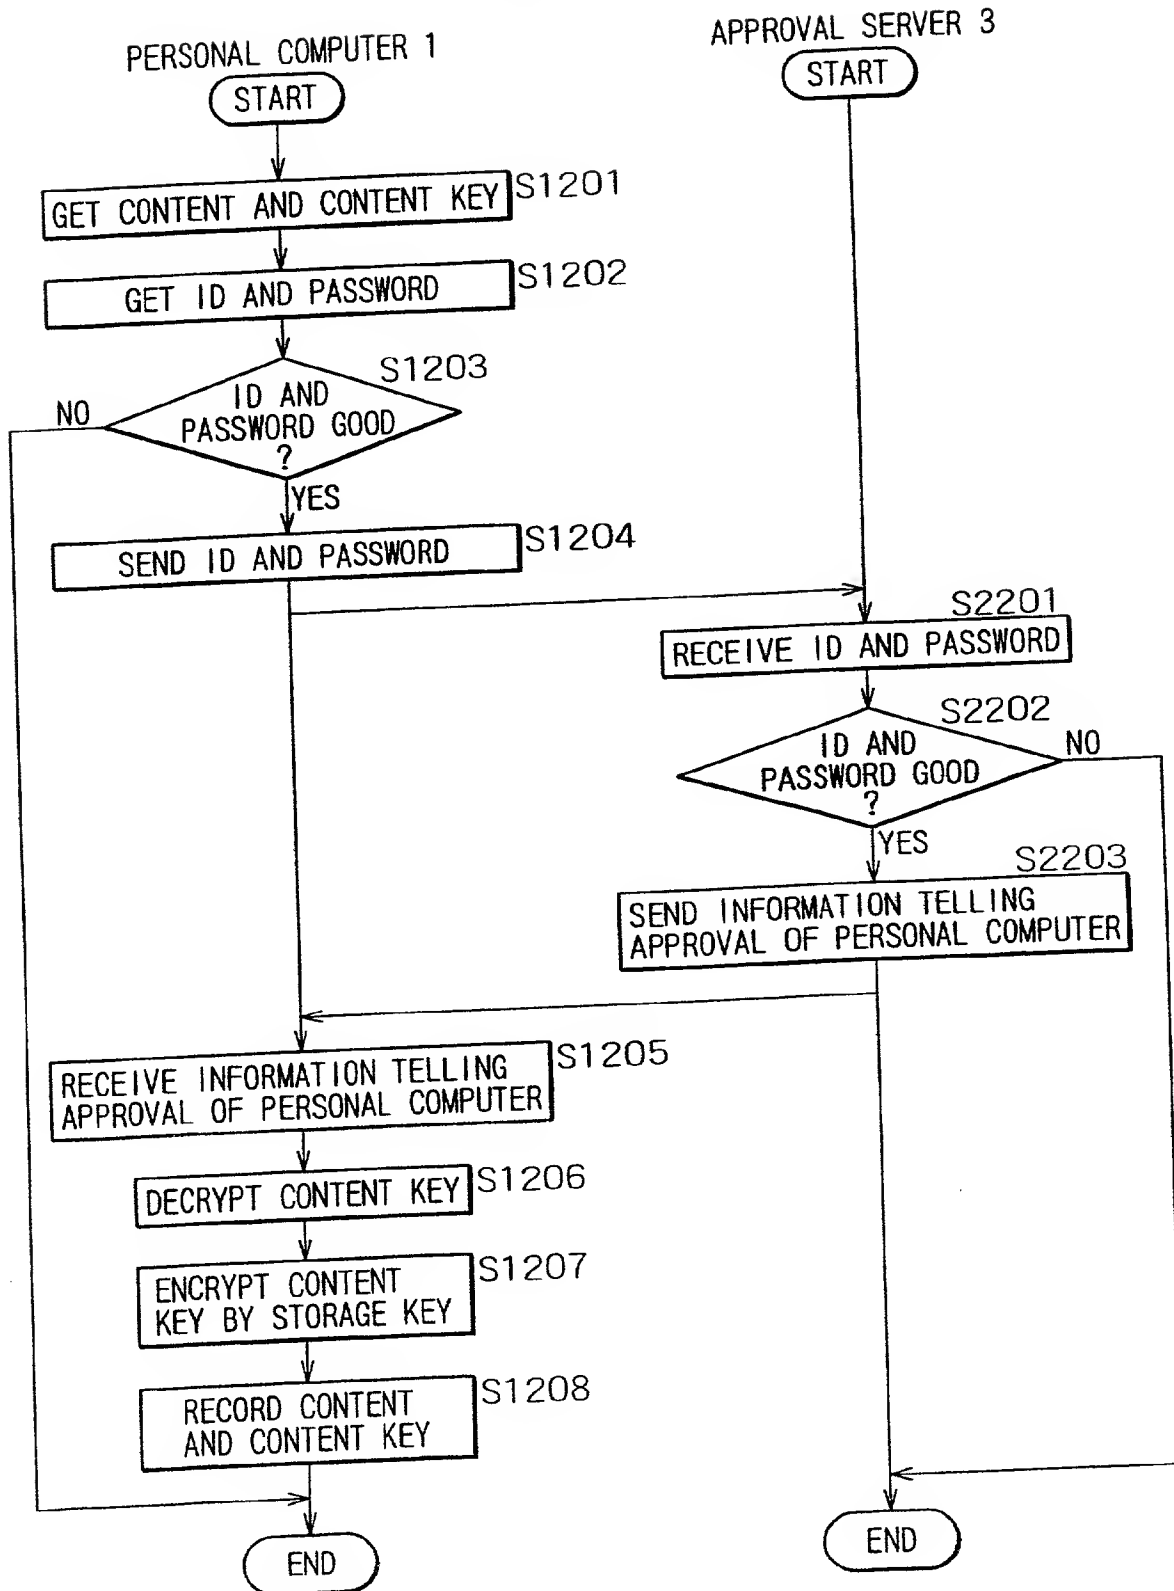 PERSONAL COMPUTER 1
START
GET CONTENT AND CONTENT KEY
S1201
GET ID AND PASSWORD
S1202
S1203
ID AND
PASSWORD GOOD
?
NO
YES
SEND ID AND PASSWORD
S1204
APPROVAL SERVER 3
START
S2201
RECEIVE ID AND PASSWORD
S2202
ID AND
PASSWORD GOOD
?
NO
YES
S2203
SEND INFORMATION TELLING
APPROVAL OF PERSONAL COMPUTER
RECEIVE INFORMATION TELLING
APPROVAL OF PERSONAL COMPUTER
S1205
DECRYPT CONTENT KEY
S1206
ENCRYPT CONTENT
KEY BY STORAGE KEY
S1207
RECORD CONTENT
AND CONTENT KEY
S1208
END
END